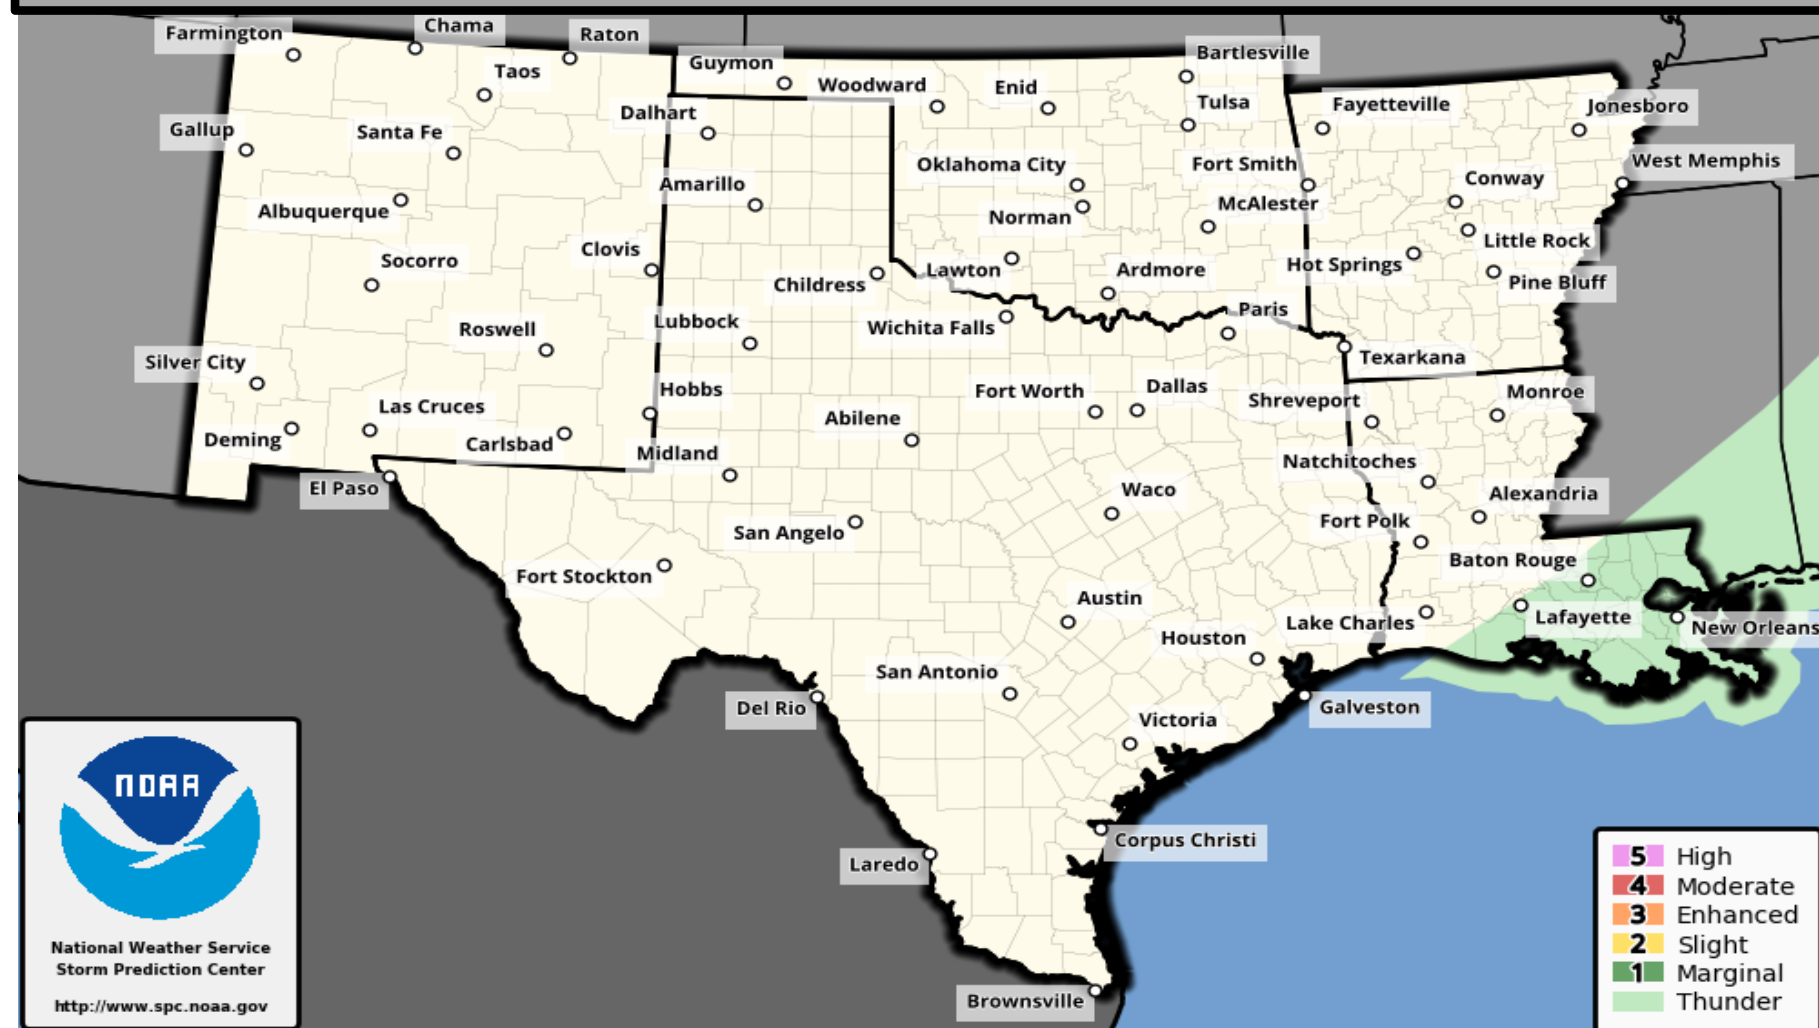 Farmington
Chama
Raton
Taos
Guymon
Woodward
Enid
Bartlesville
Tulsa
Fayetteville
Jonesboro
Dalhart
Gallup
Santa Fe
Oklahoma City
Fort Smith
Conway
West Memphis
Amarillo
Albuquerque
Norman
McAlester
Little Rock
Clovis
Socorro
Childress
Lawton
Ardmore
Hot Springs
Pine Bluff
Roswell
Lubbock
Wichita Falls
Paris
Silver City
Texarkana
Hobbs
Fort Worth
Dallas
Shreveport
Monroe
Las Cruces
Deming
Carlsbad
Abilene
Midland
Natchitoches
El Paso
Waco
Alexandria
San Angelo
Fort Polk
Fort Stockton
Baton Rouge
Austin
Lake Charles
Lafayette
New Orleans
Houston
San Antonio
Del Rio
Galveston
Victoria
Corpus Christi
Laredo
Brownsville
NOAA
National Weather Service
Storm Prediction Center
http://www.spc.noaa.gov
5 High
4 Moderate
3 Enhanced
2 Slight
1 Marginal
Thunder